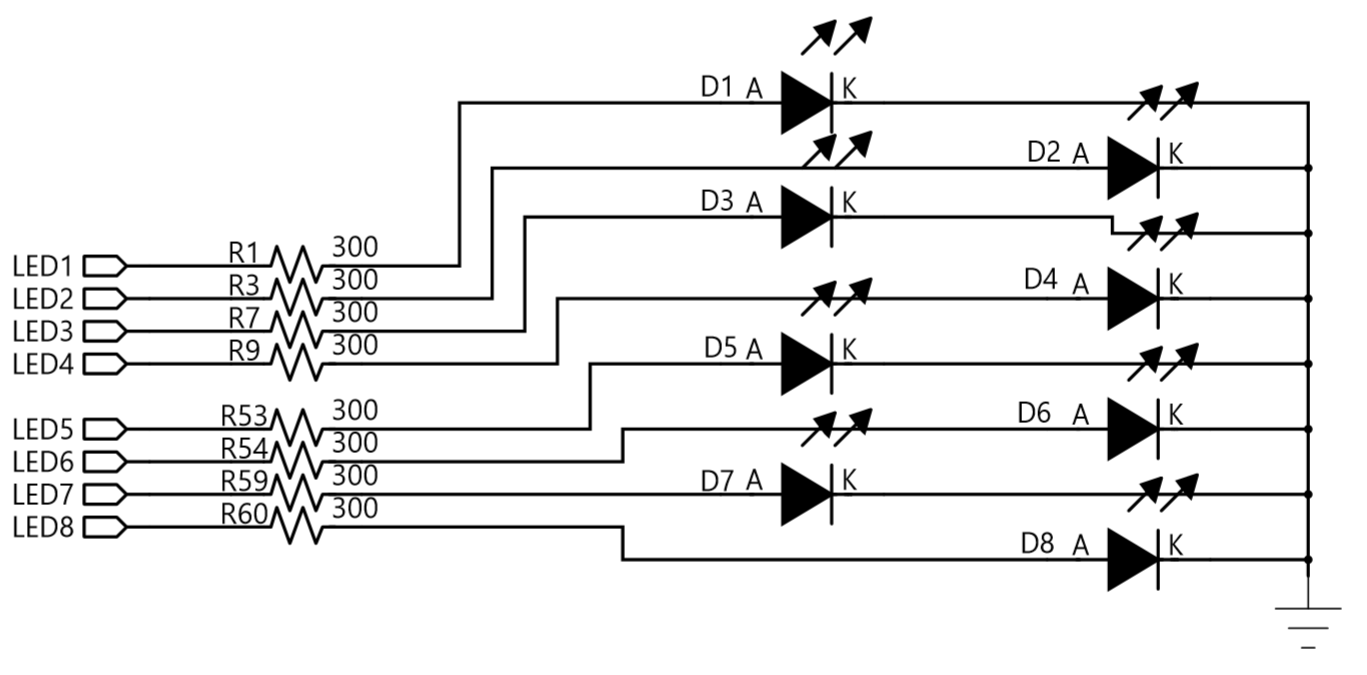 D1 A K
D2 A K
D3 A K
LED1 R1 300
LED2 R3 300
D4 A K
LED3 R7 300
LED4 R9 300
D5 A K
LED5 R53 300
D6 A K
LED6 R54 300
LED7 R59 300
D7 A K
LED8 R60 300
D8 A K